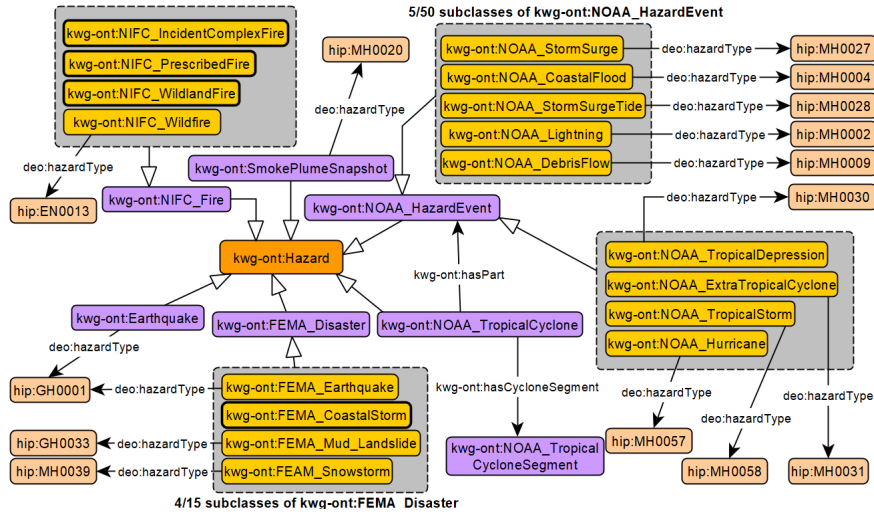 5/50 subclasses of kwg-ont:NOAA_HazardEvent
kwg-ont:NIFC_IncidentComplexFire
kwg-ont:NIFC_PrescribedFire
kwg-ont:NIFC_WildlandFire
kwg-ont:NIFC_Wildfire
hip:MH0020
deo:hazardType
kwg-ont:NOAA_StormSurge
deo:hazardType
hip:MH0027
kwg-ont:NOAA_CoastalFlood
deo:hazardType
hip:MH0004
kwg-ont:NOAA_StormSurgeTide
deo:hazardType
hip:MH0028
kwg-ont:NOAA_Lightning
deo:hazardType
hip:MH0002
kwg-ont:NOAA_DebrisFlow
deo:hazardType
hip:MH0009
deo:hazardType
hip:EN0013
kwg-ont:NIFC_Fire
kwg-ont:SmokePlumeSnapshot
kwg-ont:NOAA_HazardEvent
deo:hazardType
hip:MH0030
kwg-ont:Hazard
kwg-ont:hasPart
kwg-ont:NOAA_TropicalDepression
kwg-ont:NOAA_ExtraTropicalCyclone
kwg-ont:NOAA_TropicalStorm
kwg-ont:NOAA_Hurricane
kwg-ont:Earthquake
kwg-ont:FEMA_Disaster
kwg-ont:NOAA_TropicalCyclone
deo:hazardType
hip:GH0001
deo:hazardType
kwg-ont:FEMA_Earthquake
kwg-ont:FEMA_CoastalStorm
hip:GH0033
deo:hazardType
kwg-ont:FEMA_Mud_Landslide
hip:MH0039
deo:hazardType
kwg-ont:FEAM_Snowstorm
4/15 subclasses of kwg-ont:FEMA_Disaster
kwg-ont:hasCycloneSegment
kwg-ont:NOAA_Tropical
CycloneSegment
deo:hazardType
hip:MH0057
deo:hazardType
hip:MH0058
deo:hazardType
hip:MH0031